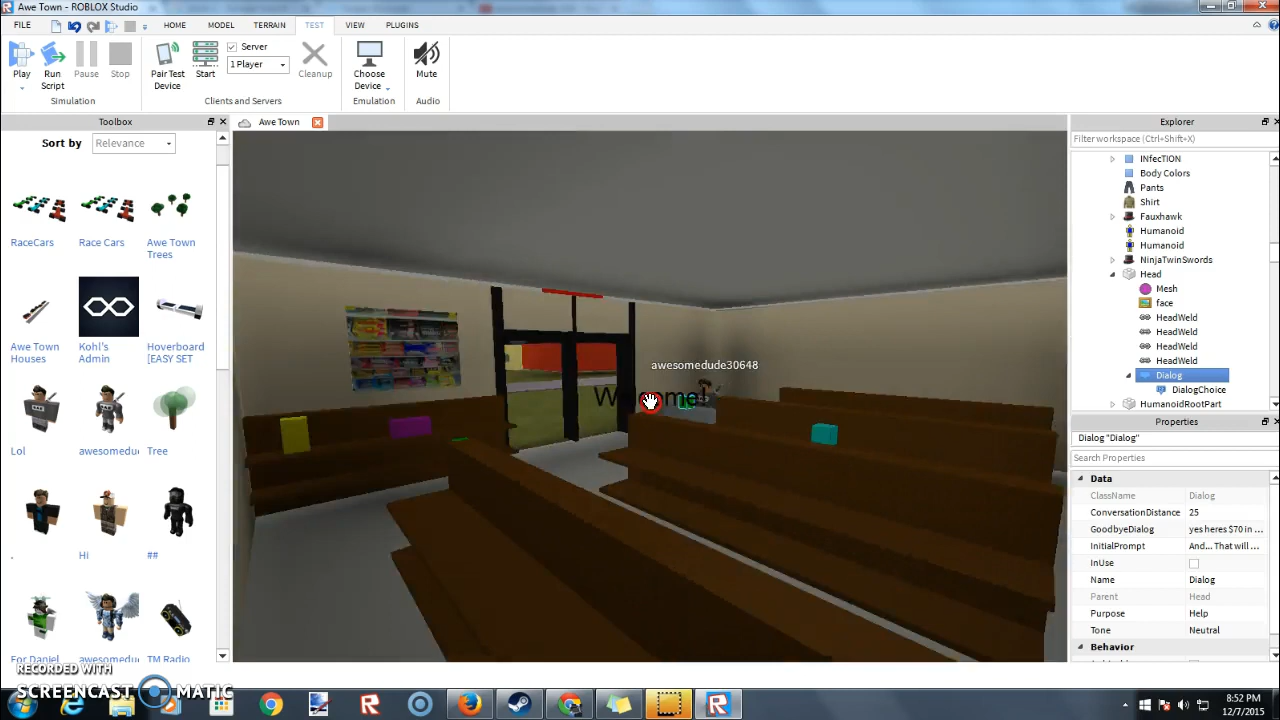 Awe Town - ROBLOX Studio
FILE HOME MODEL TERRAIN TEST VIEW PLUGINS
Play Run Script Pause Stop Pair Test Device Start Server 1 Player Cleanup Choose Device Mute
Simulation Clients and Servers Emulation Audio
Toolbox
Sort by Relevance
RaceCars Race Cars Awe Town Trees
Awe Town Houses Kohl's Admin Hoverboard [EASY SET
Lol awesomedu Tree
. Hi ##
For Daniel awesomedu TM Radio
RECORDED WITH
SCREENCAST MATIC
Awe Town
awesomedude30648
Welcome!
Explorer
Filter workspace (Ctrl+Shift+X)
INfecTION
Body Colors
Pants
Shirt
Fauxhawk
Humanoid
Humanoid
NinjaTwinSwords
Head
Mesh
face
HeadWeld
HeadWeld
HeadWeld
HeadWeld
Dialog
DialogChoice
HumanoidRootPart
Properties
Dialog "Dialog"
Search Properties
Data
ClassName Dialog
ConversationDistance 25
GoodbyeDialog yes heres $70 in ...
InitialPrompt And... That will ...
InUse
Name Dialog
Parent Head
Purpose Help
Tone Neutral
Behavior
8:52 PM
12/7/2015